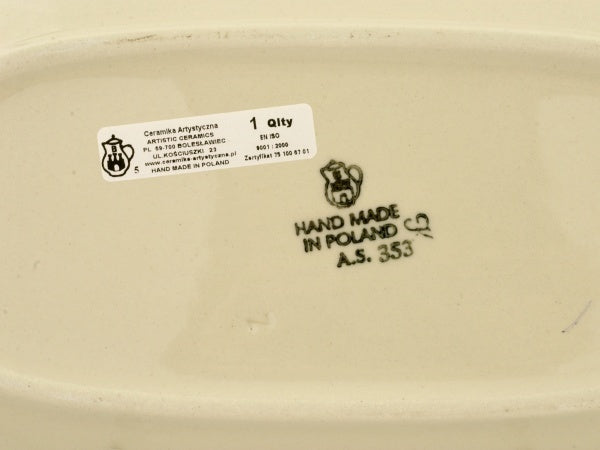 Ceramika Artystyczna
ARTISTIC CERAMICS
PL 59-700 BOLESŁAWIEC
UL.KOŚCIUSZKI 23
www.ceramika-artystyczna.pl
5 HAND MADE IN POLAND
1 Qlty
EN ISO
9001 : 2000
Zertyfikat 75 100 67 01
HAND MADE
IN POLAND
A.S. 353